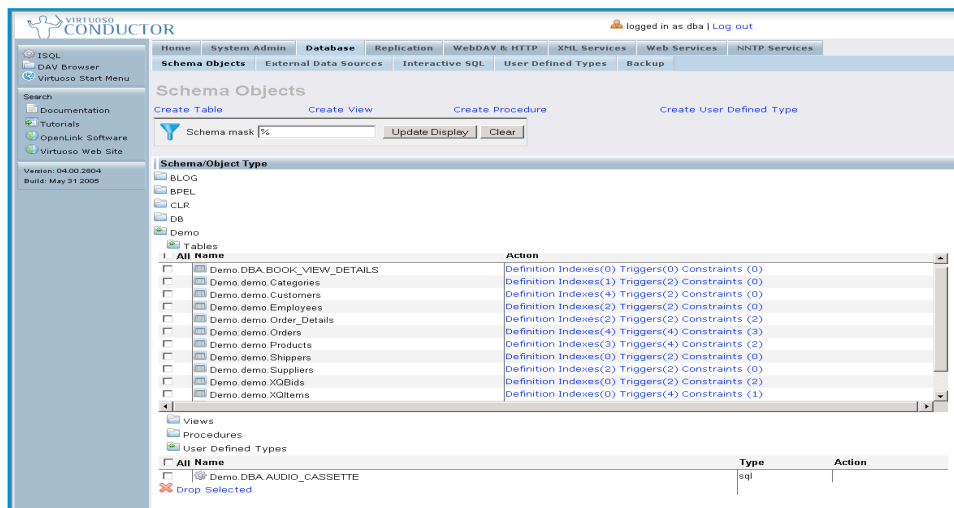 VIRTUOSO
CONDUCTOR
logged in as dba | Log out
ISQL
DAV Browser
Virtuoso Start Menu
Search
Documentation
Tutorials
OpenLink Software
Virtuoso Web Site
Version: 04.00.2804
Build: May 31 2005
Home System Admin Database Replication WebDAV & HTTP XML Services Web Services NNTP Services
Schema Objects External Data Sources Interactive SQL User Defined Types Backup
Schema Objects
Create Table Create View Create Procedure Create User Defined Type
Schema mask % Update Display Clear
Schema/Object Type
BLOG
BPEL
CLR
DB
Demo
Tables
All Name Action
Demo.DBA.BOOK_VIEW_DETAILS Definition Indexes(0) Triggers(0) Constraints (0)
Demo.demo.Categories Definition Indexes(1) Triggers(2) Constraints (0)
Demo.demo.Customers Definition Indexes(4) Triggers(2) Constraints (0)
Demo.demo.Employees Definition Indexes(2) Triggers(2) Constraints (0)
Demo.demo.Order_Details Definition Indexes(2) Triggers(2) Constraints (2)
Demo.demo.Orders Definition Indexes(4) Triggers(4) Constraints (3)
Demo.demo.Products Definition Indexes(3) Triggers(4) Constraints (2)
Demo.demo.Shippers Definition Indexes(0) Triggers(2) Constraints (0)
Demo.demo.Suppliers Definition Indexes(2) Triggers(2) Constraints (0)
Demo.demo.XQBids Definition Indexes(0) Triggers(2) Constraints (2)
Demo.demo.XQItems Definition Indexes(0) Triggers(4) Constraints (1)
Views
Procedures
User Defined Types
All Name Type Action
Demo.DBA.AUDIO_CASSETTE sql
Drop Selected